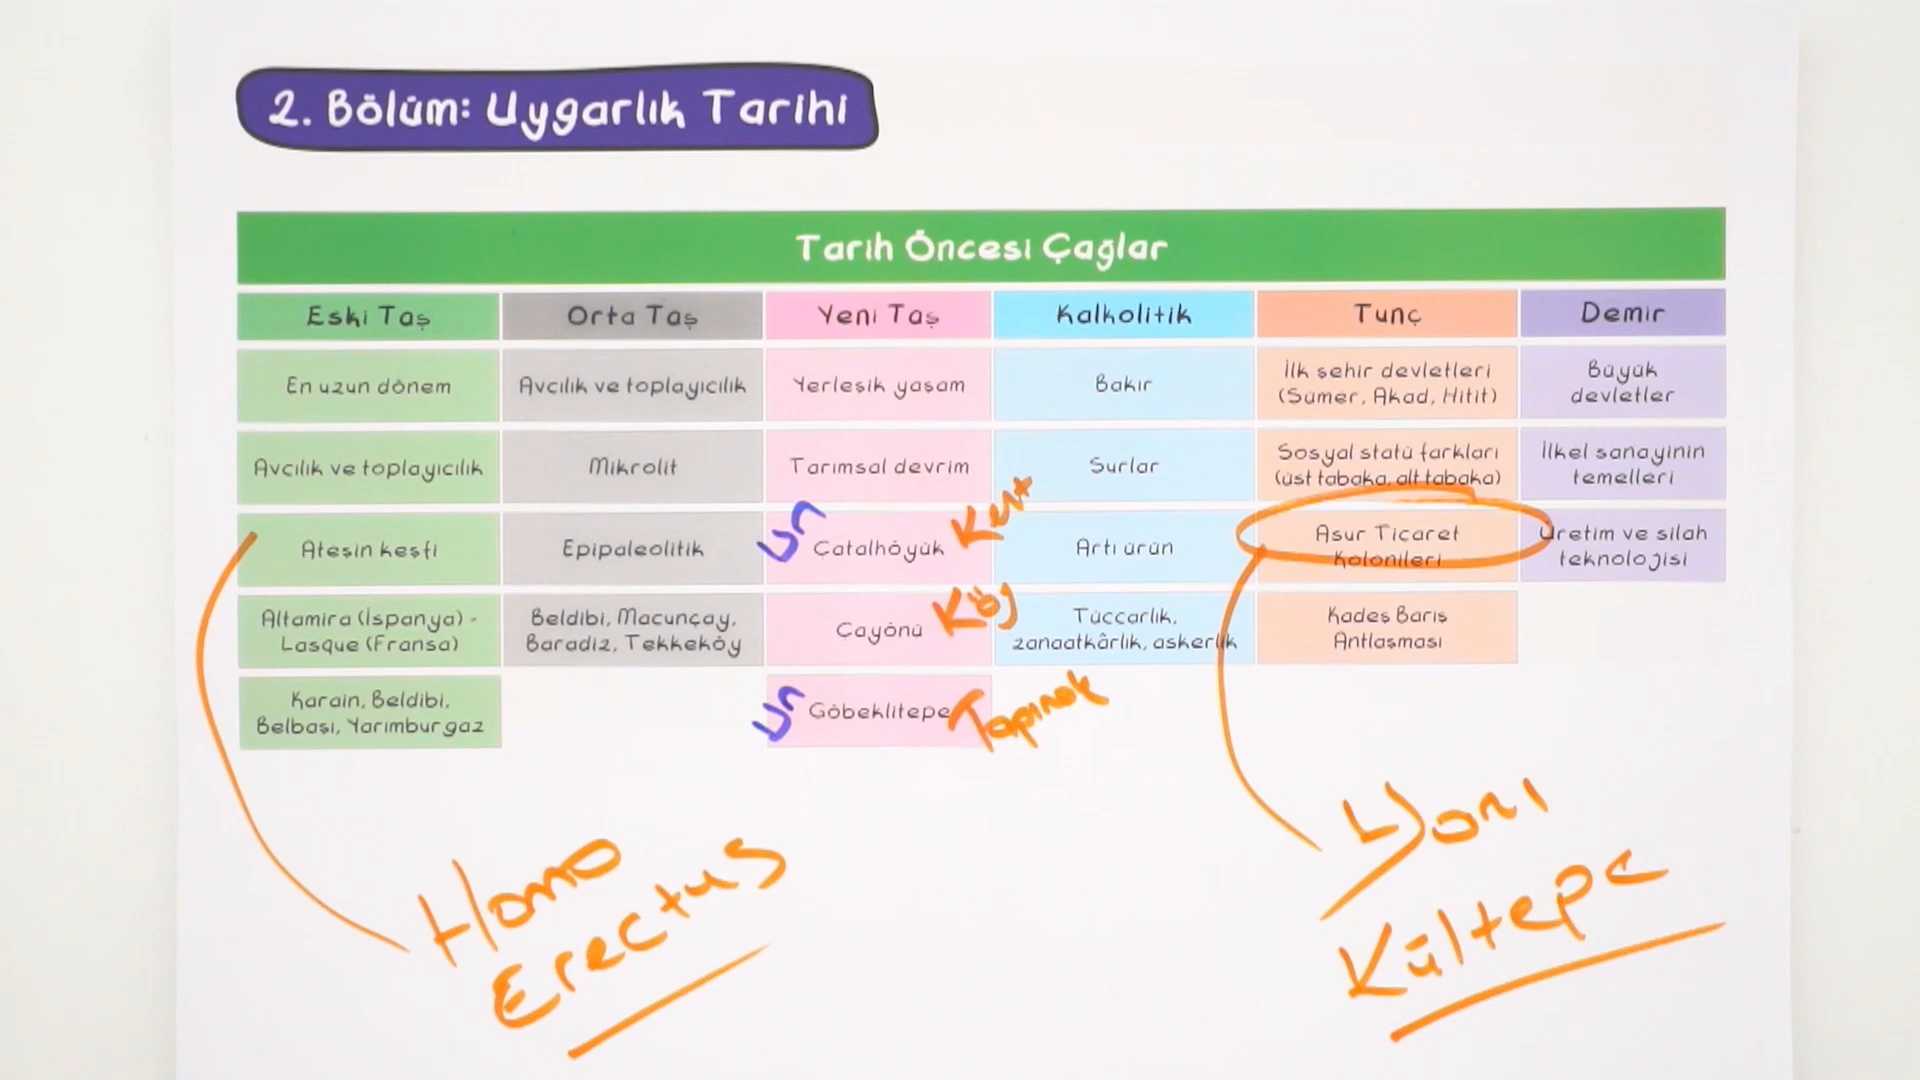 2. Bölüm: Uygarlık Tarihi
Tarih Öncesi Çağlar
Eski Taş
Orta Taş
Yeni Taş
Kalkolitik
Tunç
Demir
En uzun dönem
Avcılık ve toplayıcılık
Yerleşik yaşam
Bakır
İlk şehir devletleri
(Sümer, Akad, Hitit)
Büyük
devletler
Avcılık ve toplayıcılık
Mikrolit
Tarımsal devrim
Surlar
Sosyal statü farkları
(üst tabaka, alt tabaka)
İlkel sanayinin
temelleri
Ateşin keşfi
Epipaleolitik
Un
Çatalhöyük
Kent
Artı ürün
Asur Ticaret
Kolonileri
Üretim ve silah
teknolojisi
Altamira (İspanya) -
Lasque (Fransa)
Beldibi, Macunçay,
Baradiz, Tekkeköy
Çayönü
Köy
Tüccarlık,
zanaatkârlık, askerlik
Kadeş Barış
Antlaşması
Karain, Beldibi,
Belbaşı, Yarımburgaz
Un
Göbeklitepe
Tapınak
Homo
Erectus
Kültepe